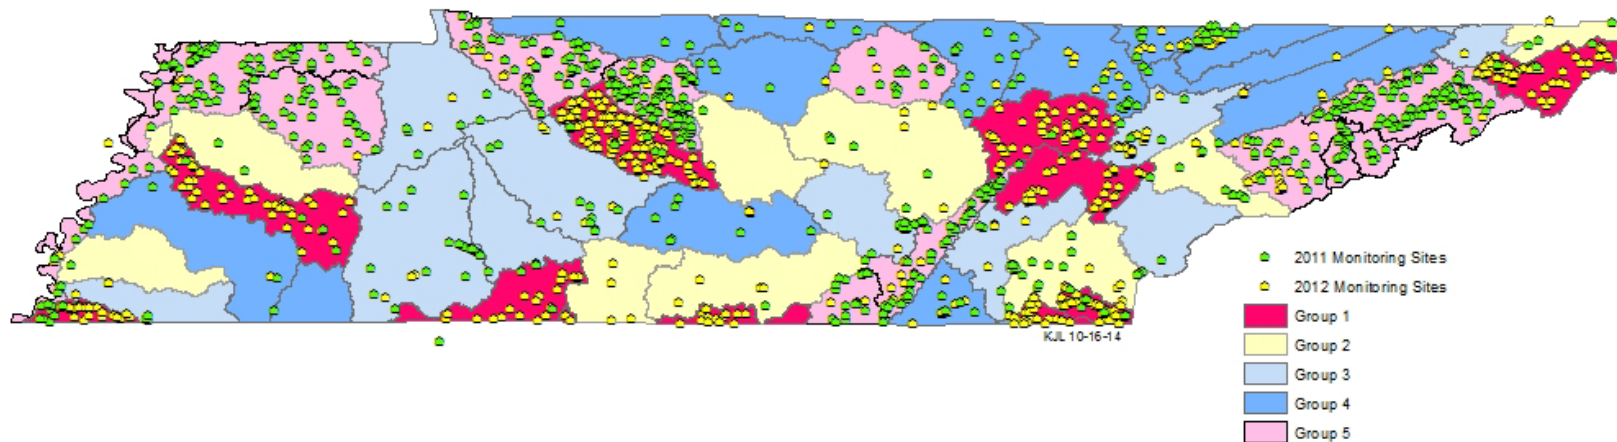 2011 Monitoring Sites
2012 Monitoring Sites
KJL 10-16-14
Group 1
Group 2
Group 3
Group 4
Group 5